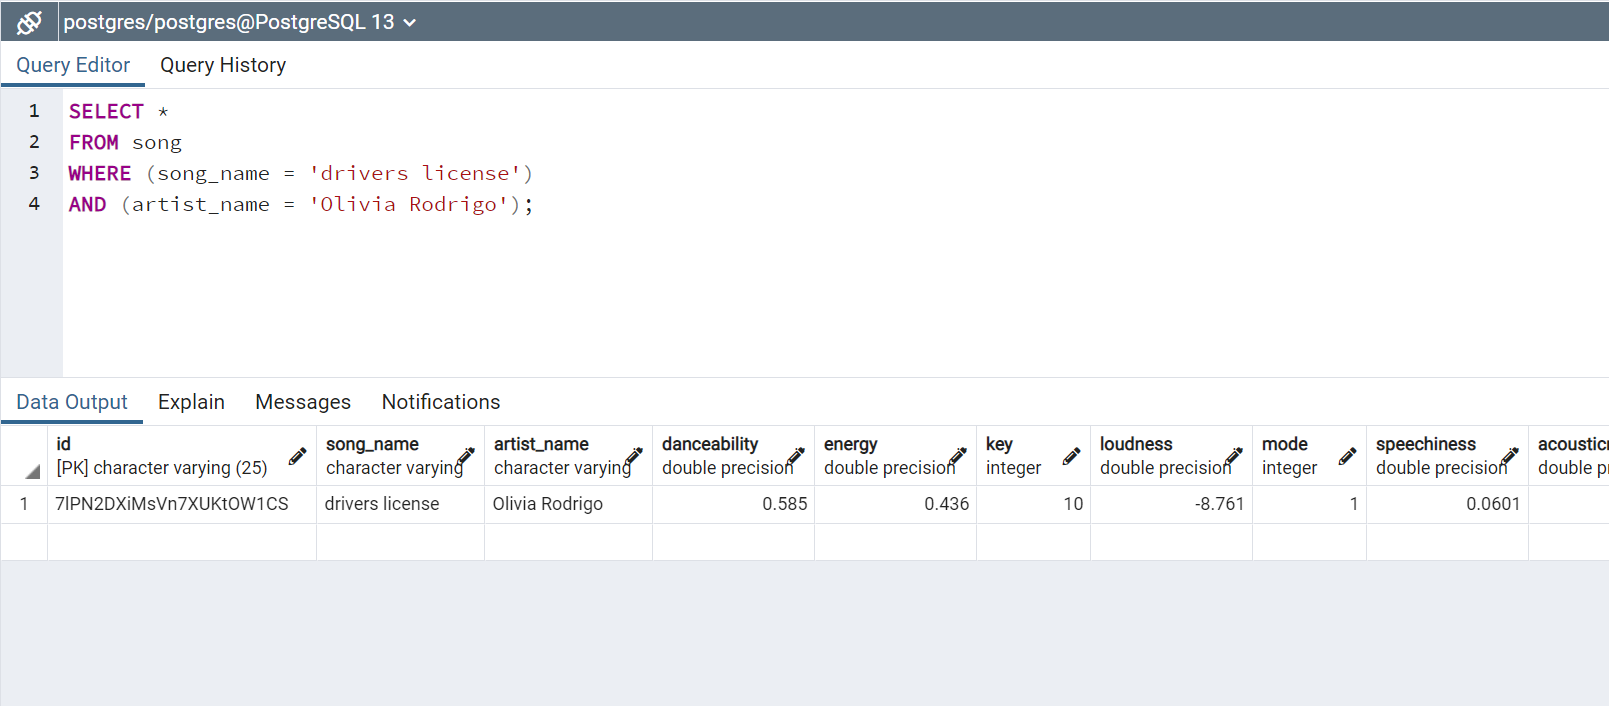 postgres/postgres@PostgreSQL 13
Query Editor Query History
1 SELECT *
2 FROM song
3 WHERE (song_name = 'drivers license')
4 AND (artist_name = 'Olivia Rodrigo');
Data Output Explain Messages Notifications
id song_name artist_name danceability energy key loudness mode speechiness acousticn
[PK] character varying (25) character varying character varying double precision double precision integer double precision integer double precision double p
1 7lPN2DXiMsVn7XUKtOW1CS drivers license Olivia Rodrigo 0.585 0.436 10 -8.761 1 0.0601